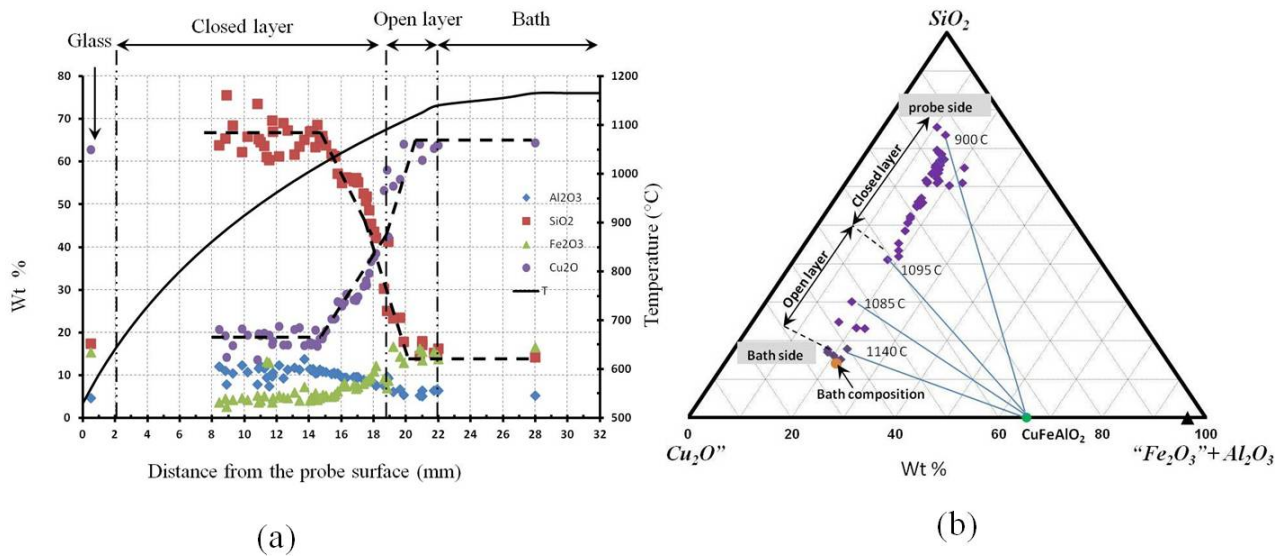 Closed layer
Open layer
Bath
Glass
80
70
60
50
40
30
20
10
0
Wt %
0 2 4 6 8 10 12 14 16 18 20 22 24 26 28 30 32
Distance from the probe surface (mm)
1200
1100
1000
900
800
700
600
500
Temperature (°C)
Al2O3
SiO2
Fe2O3
Cu2O
T
(a)
SiO₂
probe side
900 C
Closed layer
1095 C
Open layer
1085 C
Bath side
1140 C
Bath composition
CuFeAlO₂
0 20 40 60 80 100
Cu₂O”
“Fe₂O₃”+ Al₂O₃
Wt %
(b)